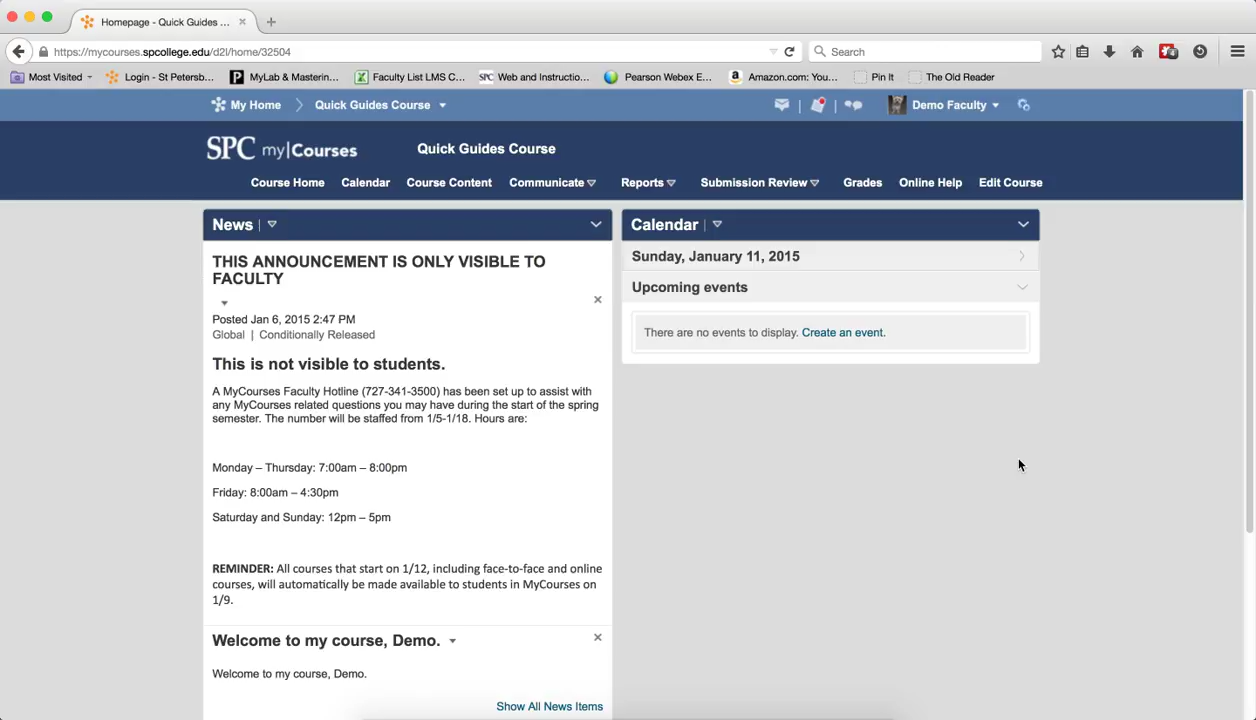 Homepage - Quick Guides ...
https://mycourses.spcollege.edu/d2l/home/32504
Search
Most Visited
Login - St Petersb...
MyLab & Masterin...
Faculty List LMS C...
SPC Web and Instructio...
Pearson Webex E...
Amazon.com: You...
Pin It
The Old Reader
My Home
Quick Guides Course
Demo Faculty
SPC my|Courses
Quick Guides Course
Course Home
Calendar
Course Content
Communicate
Reports
Submission Review
Grades
Online Help
Edit Course
News
THIS ANNOUNCEMENT IS ONLY VISIBLE TO
FACULTY
Posted Jan 6, 2015 2:47 PM
Global | Conditionally Released
This is not visible to students.
A MyCourses Faculty Hotline (727-341-3500) has been set up to assist with
any MyCourses related questions you may have during the start of the spring
semester. The number will be staffed from 1/5-1/18. Hours are:
Monday – Thursday: 7:00am – 8:00pm
Friday: 8:00am – 4:30pm
Saturday and Sunday: 12pm – 5pm
REMINDER: All courses that start on 1/12, including face-to-face and online
courses, will automatically be made available to students in MyCourses on
1/9.
Welcome to my course, Demo.
Welcome to my course, Demo.
Show All News Items
Calendar
Sunday, January 11, 2015
Upcoming events
There are no events to display. Create an event.